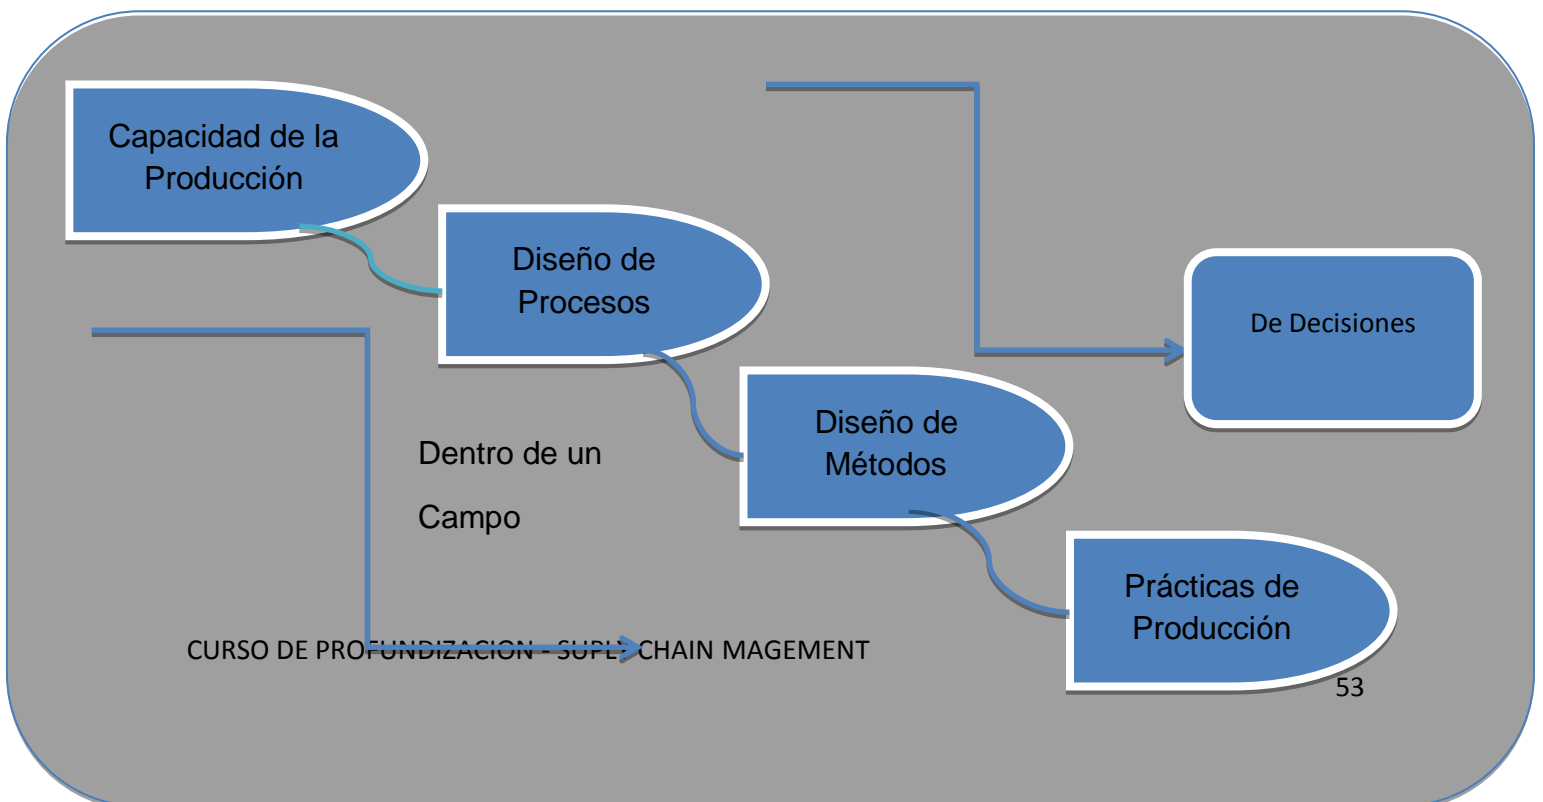 Capacidad de la
Producción
Diseño de
Procesos
De Decisiones
Diseño de
Métodos
Dentro de un
Campo
Prácticas de
Producción
CURSO DE PROFUNDIZACION - SUPLY CHAIN MAGEMENT
53